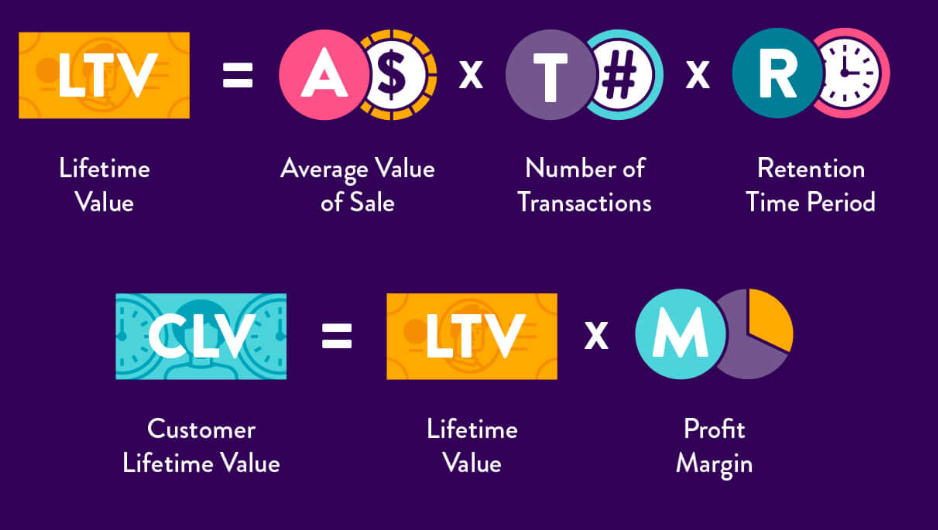 LTV = A $ x T # x R
Lifetime
Value
Average Value
of Sale
Number of
Transactions
Retention
Time Period
CLV = LTV x M
Customer
Lifetime Value
Lifetime
Value
Profit
Margin